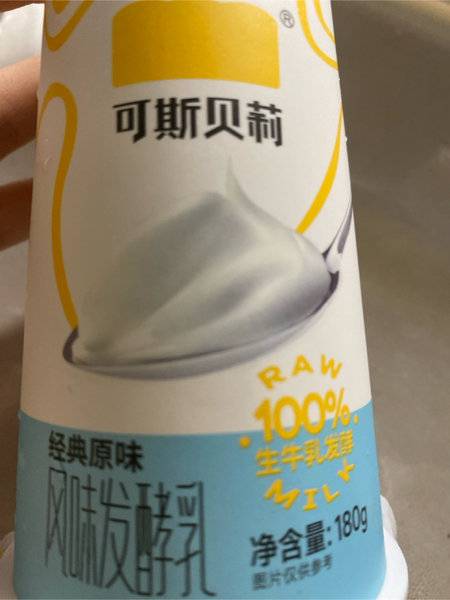 ®
可斯贝莉
RAW
100%
生牛乳发酵
MILK
经典原味
风味发酵乳
净含量:180g
图片仅供参考